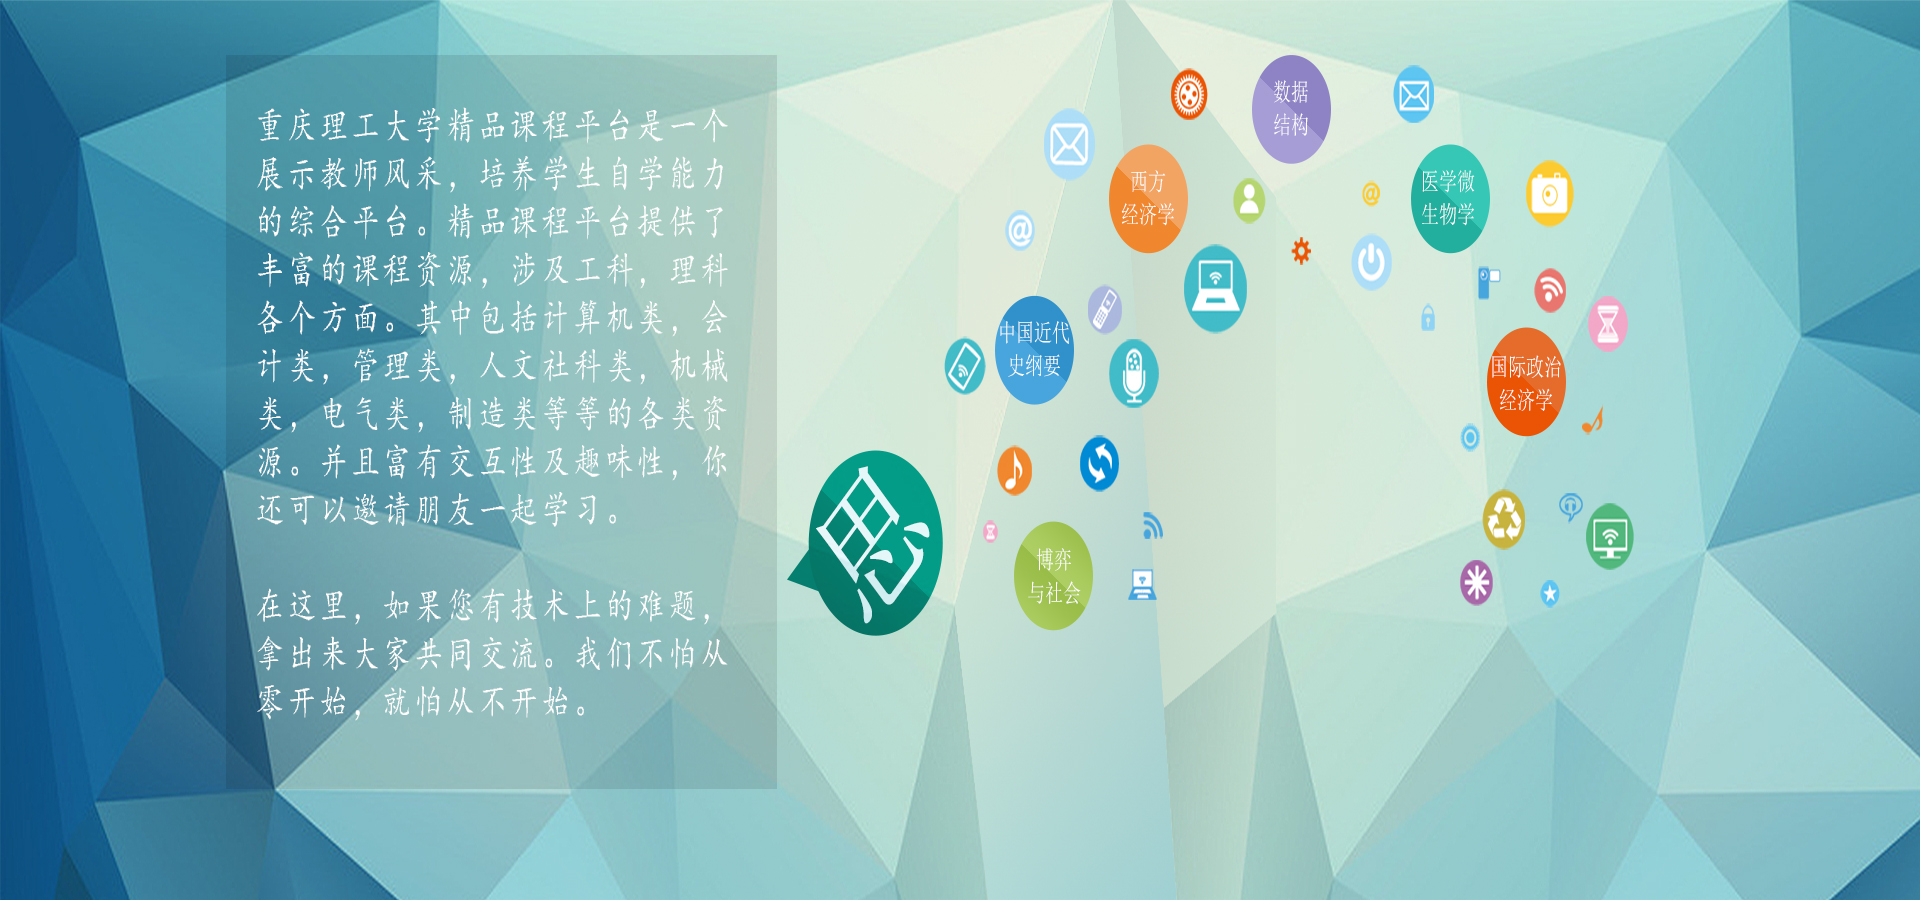 重庆理工大学精品课程平台是一个
展示教师风采，培养学生自学能力
的综合平台。精品课程平台提供了
丰富的课程资源，涉及工科，理科
各个方面。其中包括计算机类，会
计类，管理类，人文社科类，机械
类，电气类，制造类等等的各类资
源。并且富有交互性及趣味性，你
还可以邀请朋友一起学习。
在这里，如果您有技术上的难题，
拿出来大家共同交流。我们不怕从
零开始，就怕从不开始。
思
数据
结构
西方
经济学
医学微
生物学
中国近代
史纲要
国际政治
经济学
博弈
与社会